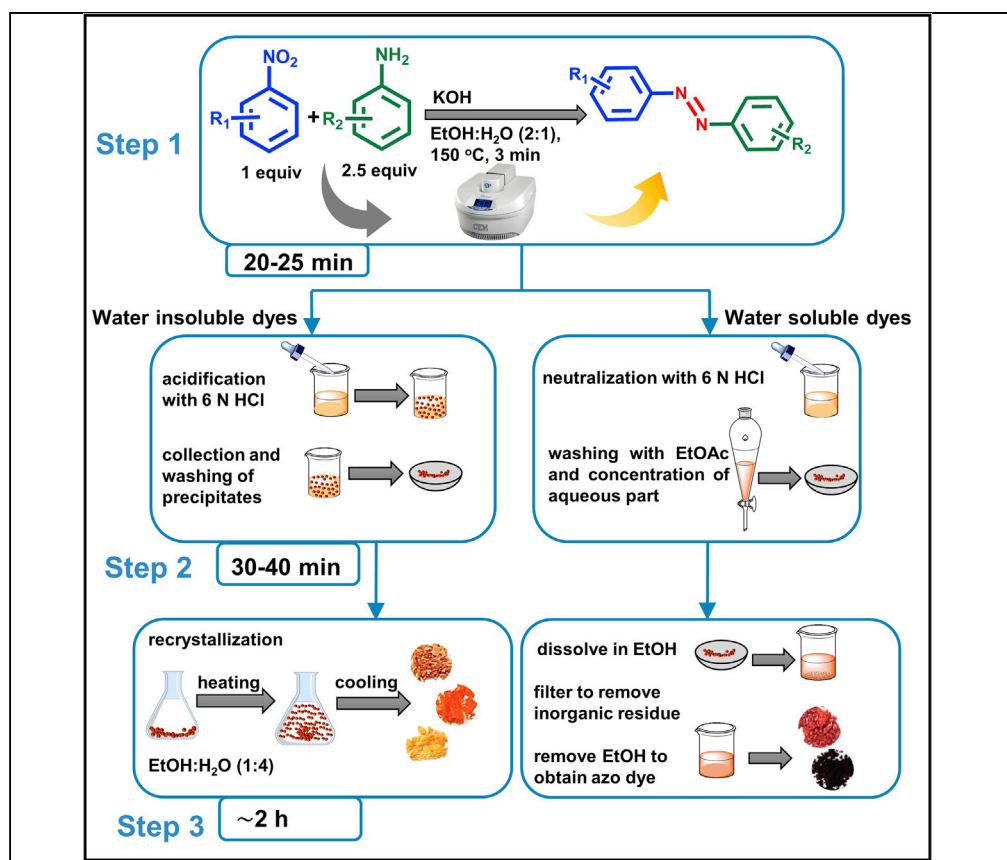 NO₂
NH₂
R₁
+
R₂
Step 1
1 equiv
2.5 equiv
KOH
EtOH:H₂O (2:1),
150 °C, 3 min
R₁
N
N
R₂
CEM
20-25 min
Water insoluble dyes
Water soluble dyes
acidification
with 6 N HCl
collection and
washing of
precipitates
neutralization with 6 N HCl
washing with EtOAc
and concentration of
aqueous part
Step 2
30-40 min
recrystallization
heating
cooling
EtOH:H₂O (1:4)
dissolve in EtOH
filter to remove
inorganic residue
remove EtOH to
obtain azo dye
Step 3
~2 h